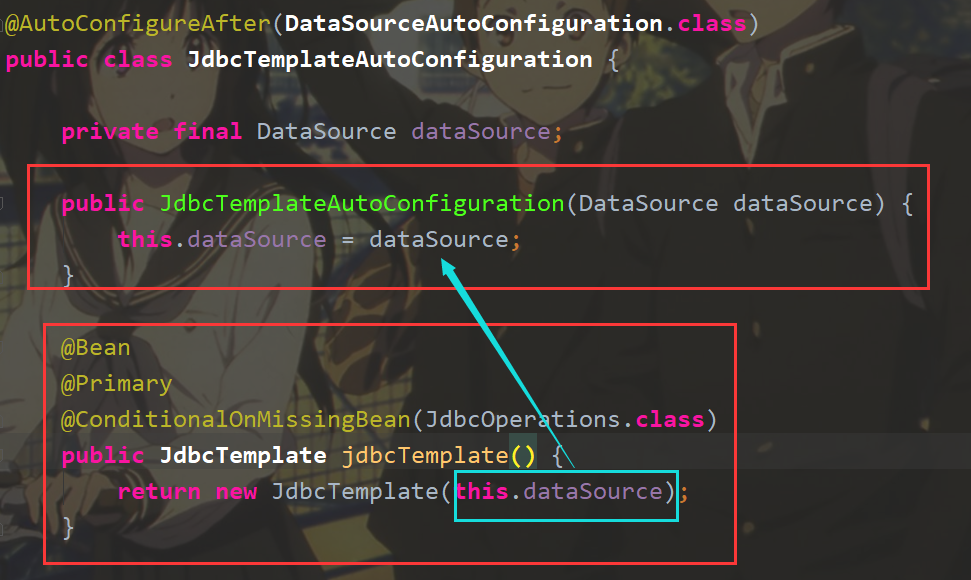 @AutoConfigureAfter(DataSourceAutoConfiguration.class)
public class JdbcTemplateAutoConfiguration {
private final DataSource dataSource;
public JdbcTemplateAutoConfiguration(DataSource dataSource) {
this.dataSource = dataSource;
}
@Bean
@Primary
@ConditionalOnMissingBean(JdbcOperations.class)
public JdbcTemplate jdbcTemplate() {
return new JdbcTemplate(this.dataSource);
}